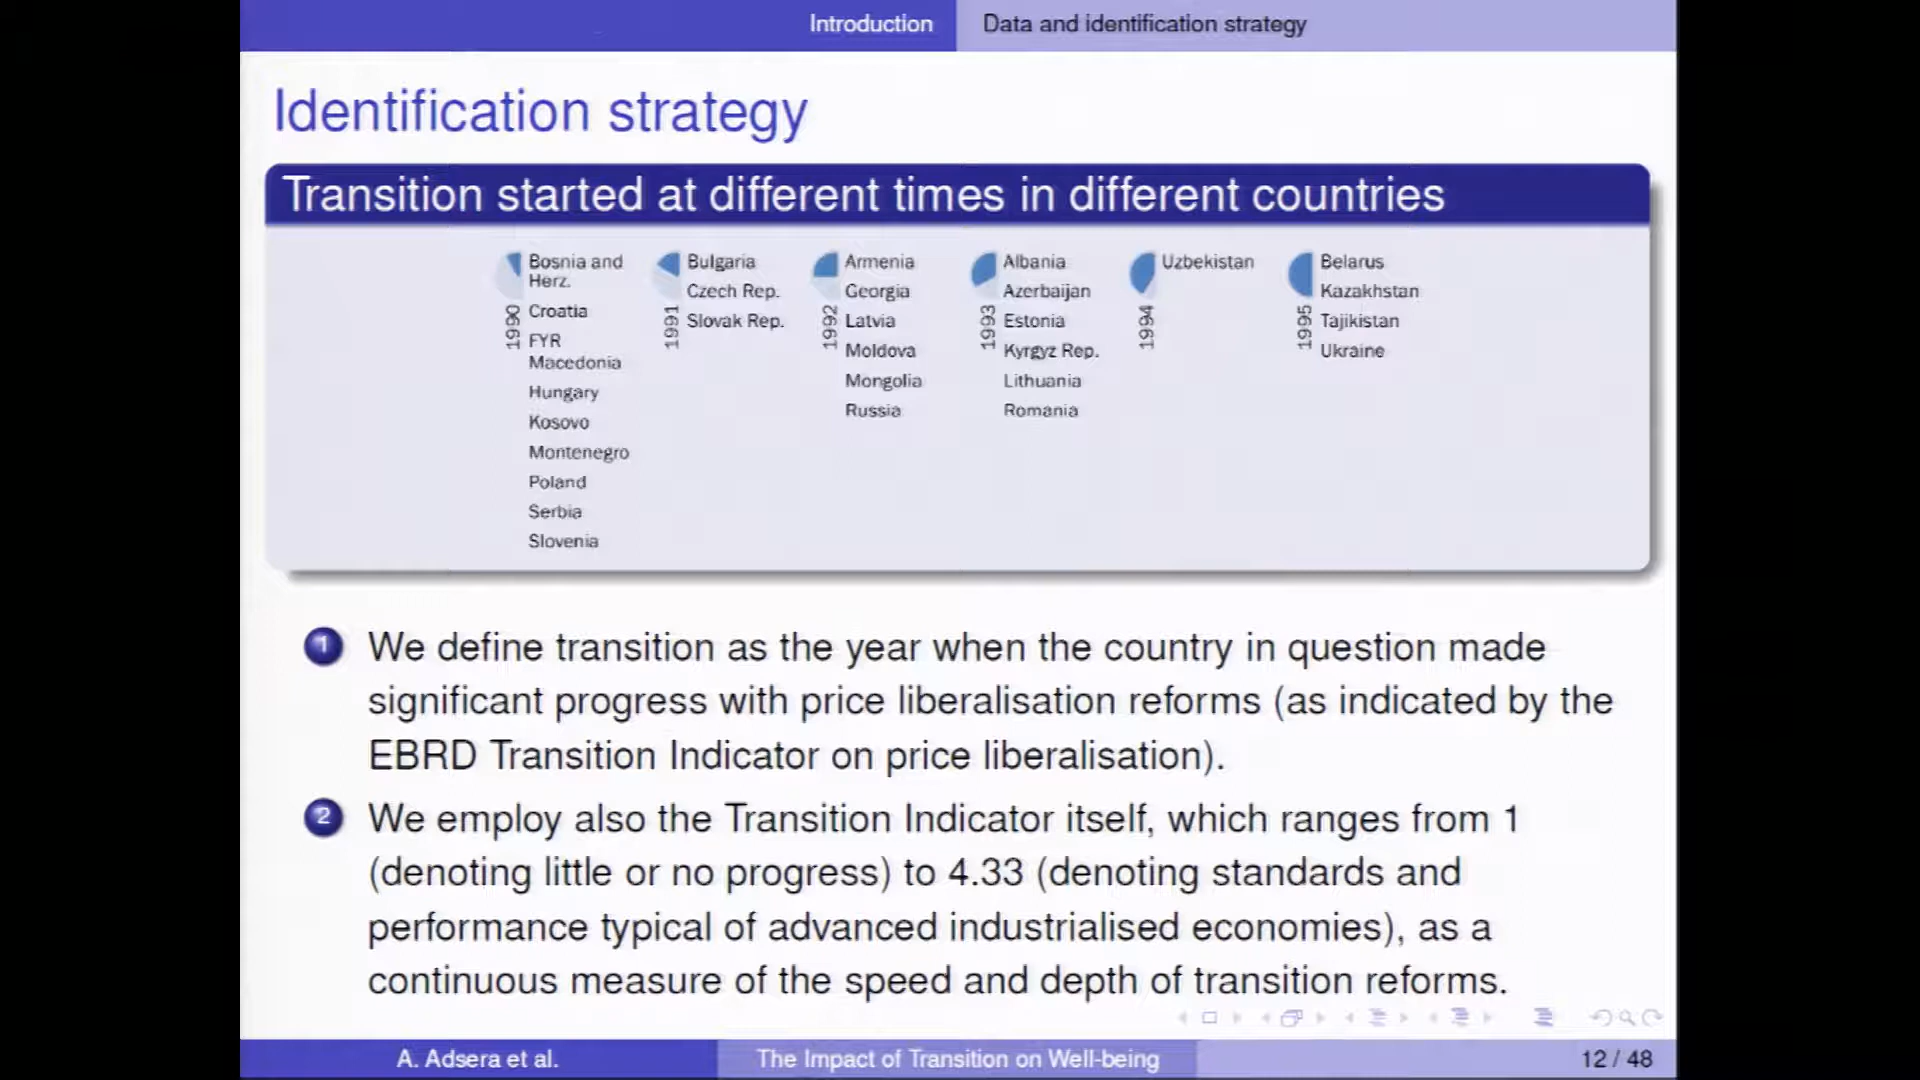 Introduction
Data and identification strategy
Identification strategy
Transition started at different times in different countries
1990
Bosnia and
Herz.
Croatia
FYR
Macedonia
Hungary
Kosovo
Montenegro
Poland
Serbia
Slovenia
1991
Bulgaria
Czech Rep.
Slovak Rep.
1992
Armenia
Georgia
Latvia
Moldova
Mongolia
Russia
1993
Albania
Azerbaijan
Estonia
Kyrgyz Rep.
Lithuania
Romania
1994
Uzbekistan
1995
Belarus
Kazakhstan
Tajikistan
Ukraine
1 We define transition as the year when the country in question made
significant progress with price liberalisation reforms (as indicated by the
EBRD Transition Indicator on price liberalisation).
2 We employ also the Transition Indicator itself, which ranges from 1
(denoting little or no progress) to 4.33 (denoting standards and
performance typical of advanced industrialised economies), as a
continuous measure of the speed and depth of transition reforms.
A. Adsera et al.
The Impact of Transition on Well-being
12 / 48